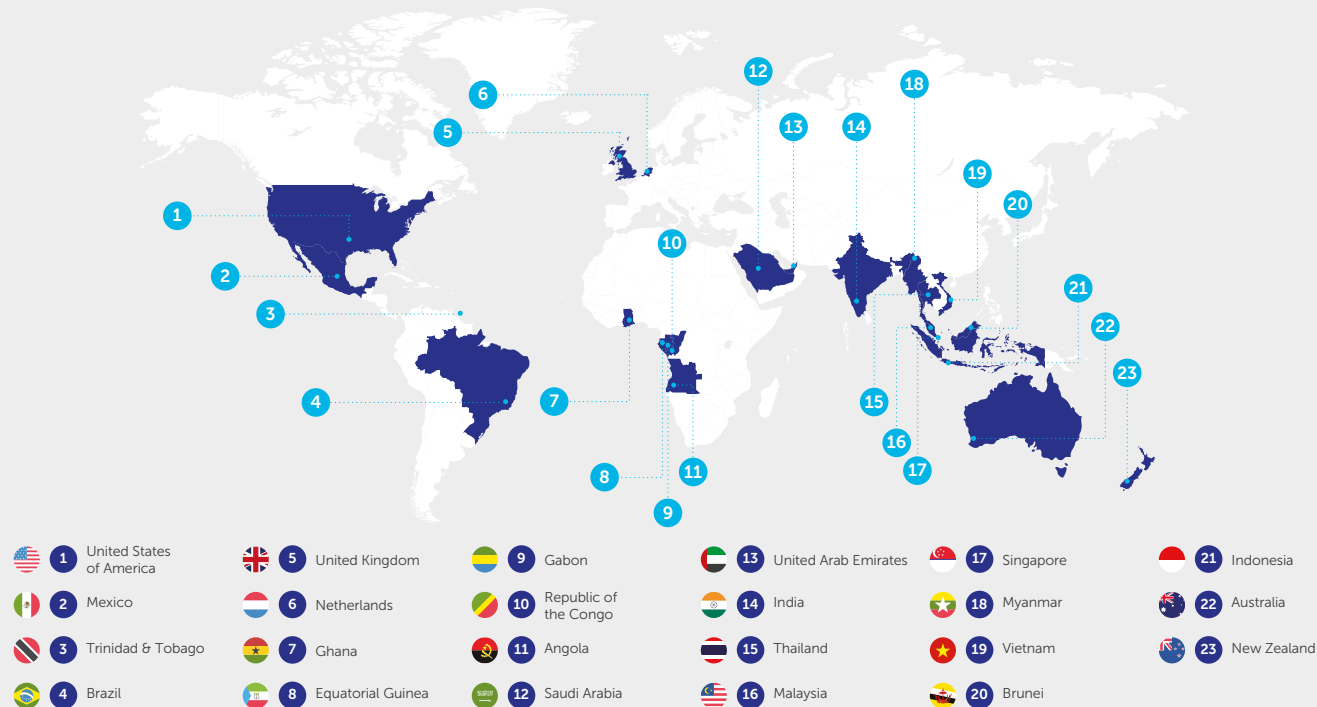 12
18
6
13
14
5
19
20
1
10
2
21
3
22
23
4
7
15
16
17
8
11
9
1 United States
of America
2 Mexico
3 Trinidad & Tobago
4 Brazil
5 United Kingdom
6 Netherlands
7 Ghana
8 Equatorial Guinea
9 Gabon
10 Republic of
the Congo
11 Angola
12 Saudi Arabia
13 United Arab Emirates
14 India
15 Thailand
16 Malaysia
17 Singapore
18 Myanmar
19 Vietnam
20 Brunei
21 Indonesia
22 Australia
23 New Zealand